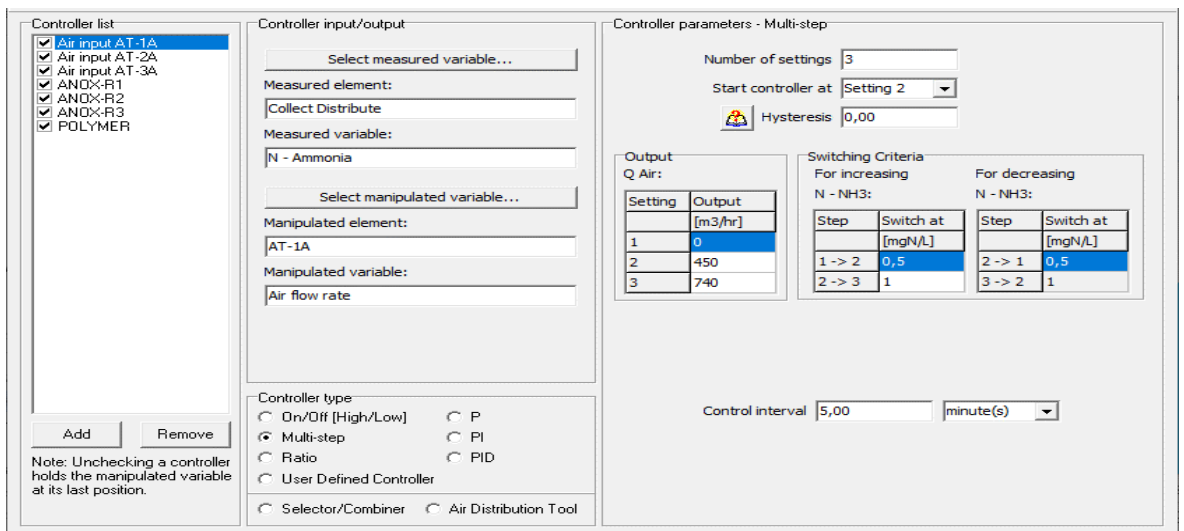 Controller list
Air input AT-1A
Air input AT-2A
Air input AT-3A
ANOX-R1
ANOX-R2
ANOX-R3
POLYMER
Add Remove
Note: Unchecking a controller
holds the manipulated variable
at its last position.
Controller input/output
Select measured variable...
Measured element:
Collect Distribute
Measured variable:
N - Ammonia
Select manipulated variable...
Manipulated element:
AT-1A
Manipulated variable:
Air flow rate
Controller type
On/Off [High/Low] P
Multi-step PI
Ratio PID
User Defined Controller
Selector/Combiner Air Distribution Tool
Controller parameters - Multi-step
Number of settings 3
Start controller at Setting 2
Hysteresis 0,00
Output
Q Air:
Setting Output
[m3/hr]
1 0
2 450
3 740
Switching Criteria
For increasing
N - NH3:
Step Switch at
[mgN/L]
1 -> 2 0,5
2 -> 3 1
For decreasing
N - NH3:
Step Switch at
[mgN/L]
2 -> 1 0,5
3 -> 2 1
Control interval 5,00 minute(s)